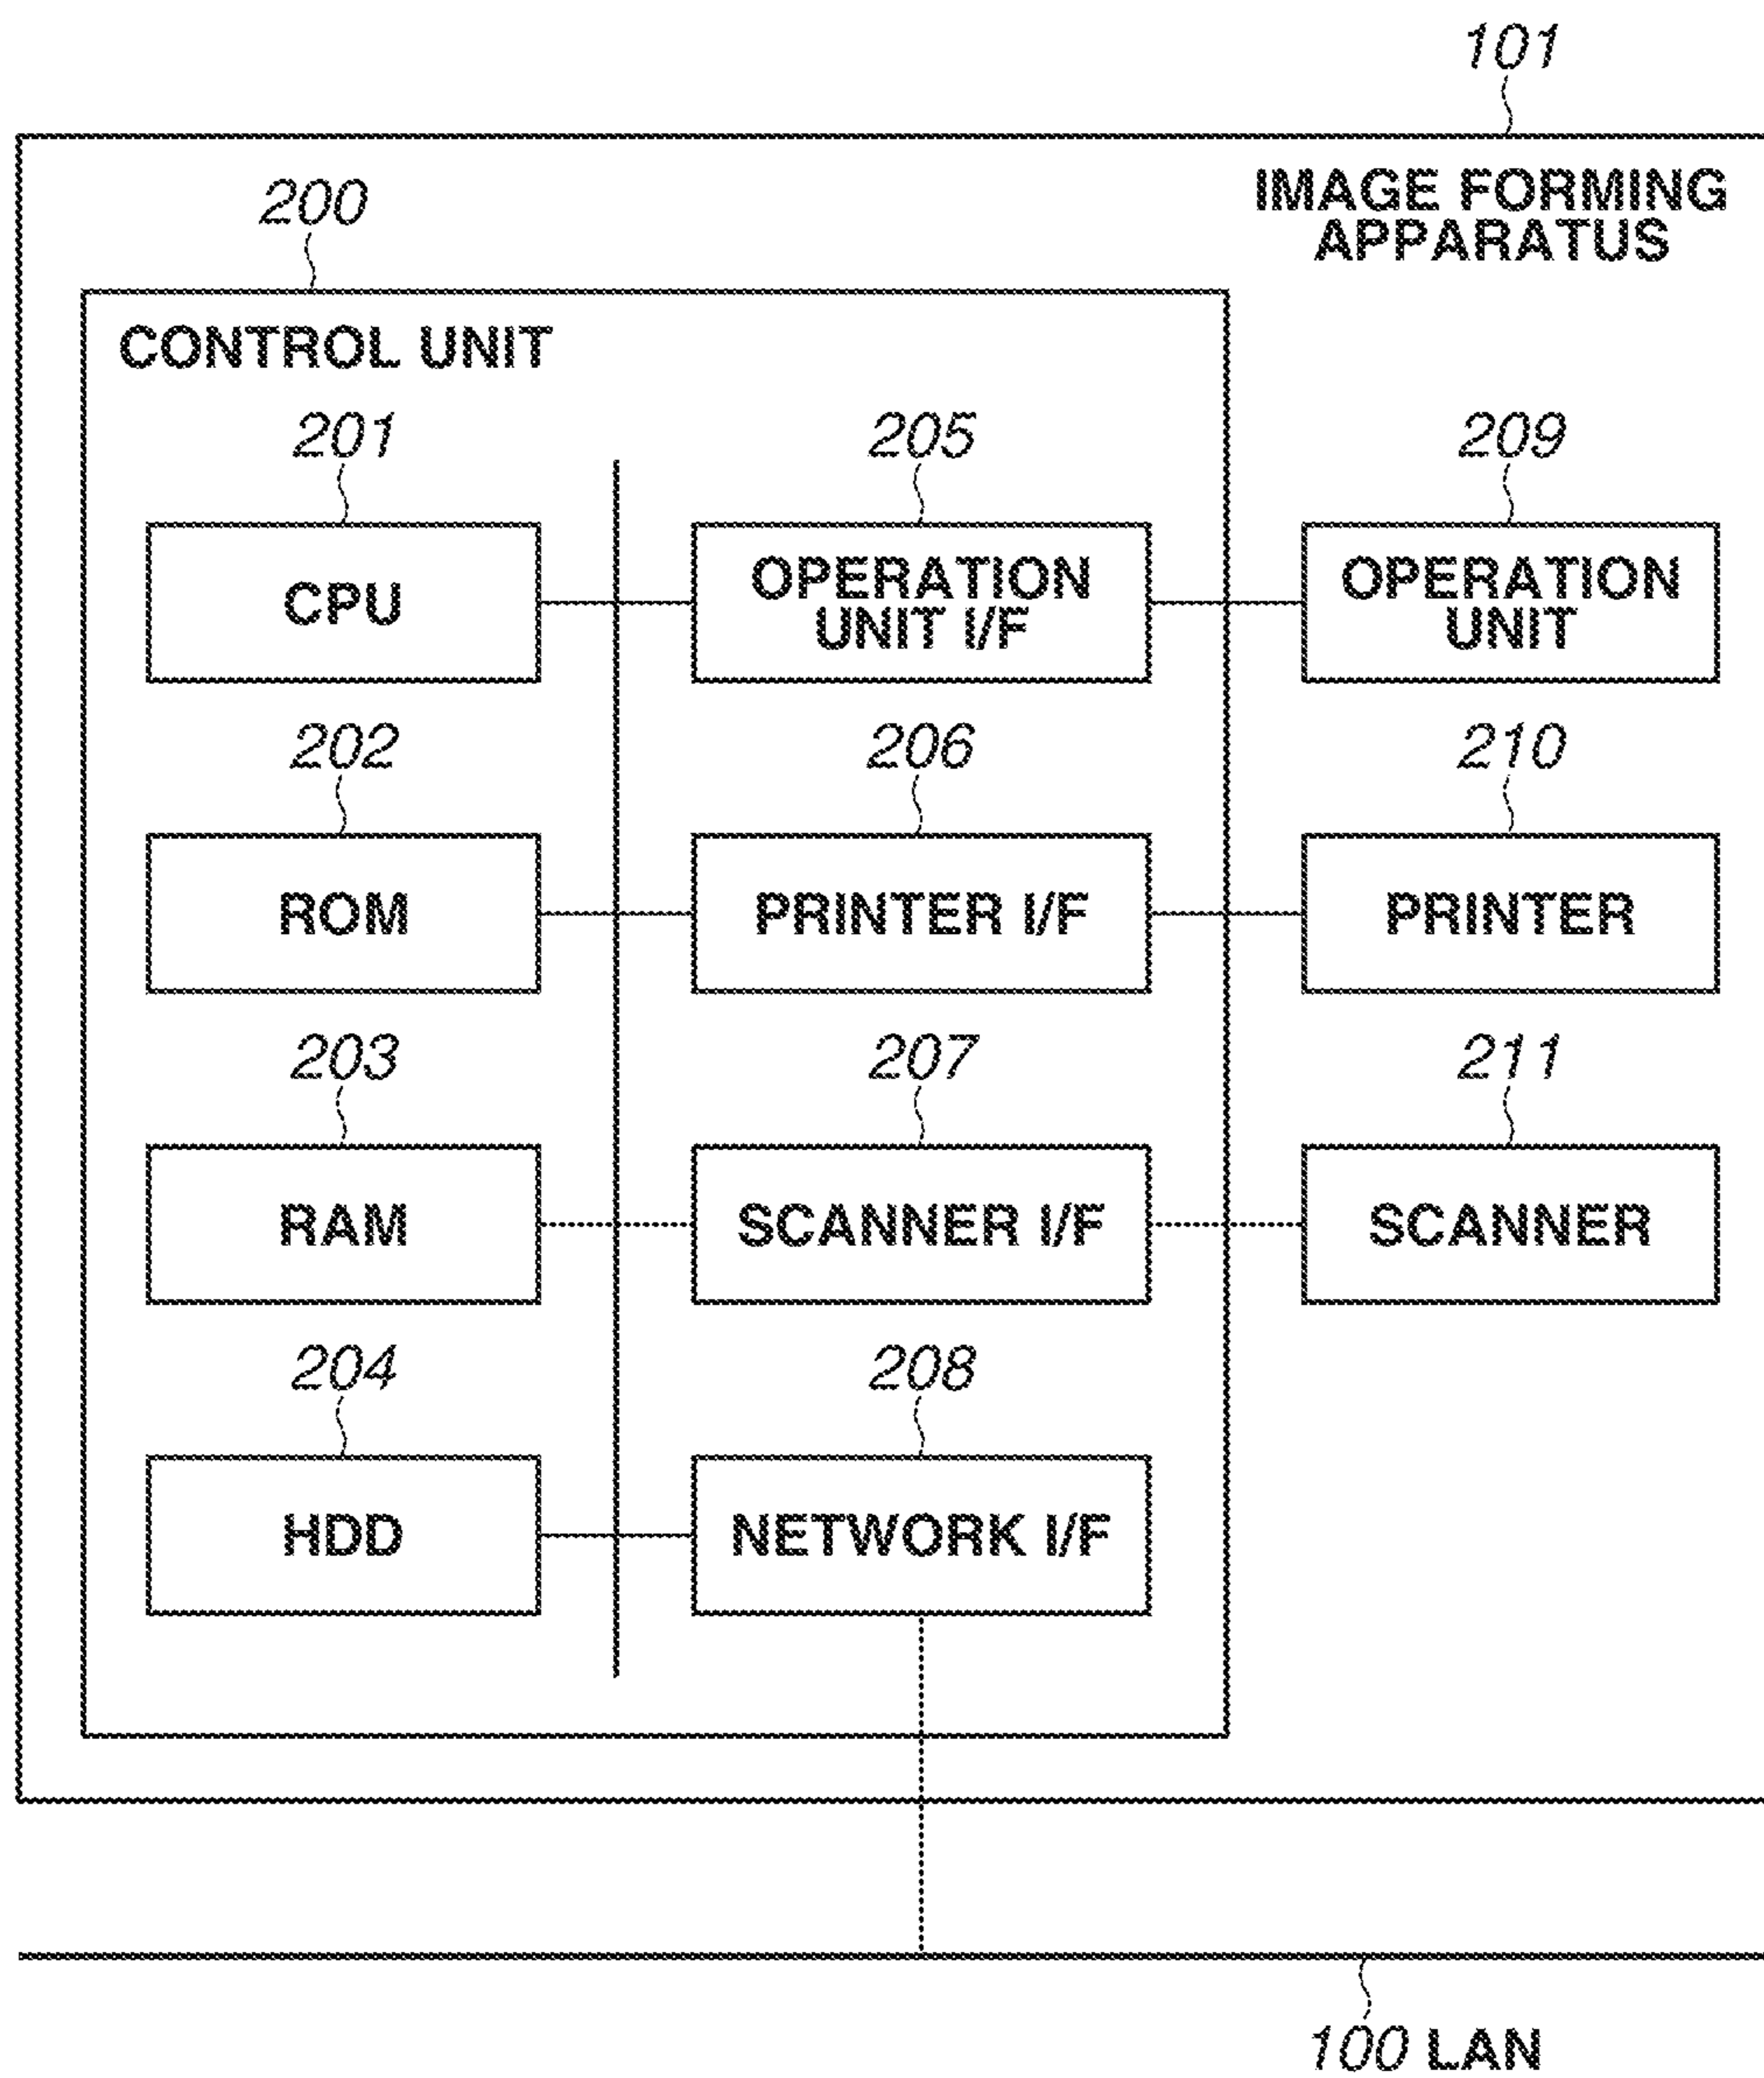 101
IMAGE FORMING
APPARATUS
200
CONTROL UNIT
201
205
209
CPU
OPERATION
UNIT I/F
OPERATION
UNIT
202
206
210
ROM
PRINTER I/F
PRINTER
203
207
211
RAM
SCANNER I/F
SCANNER
204
208
HDD
NETWORK I/F
100 LAN